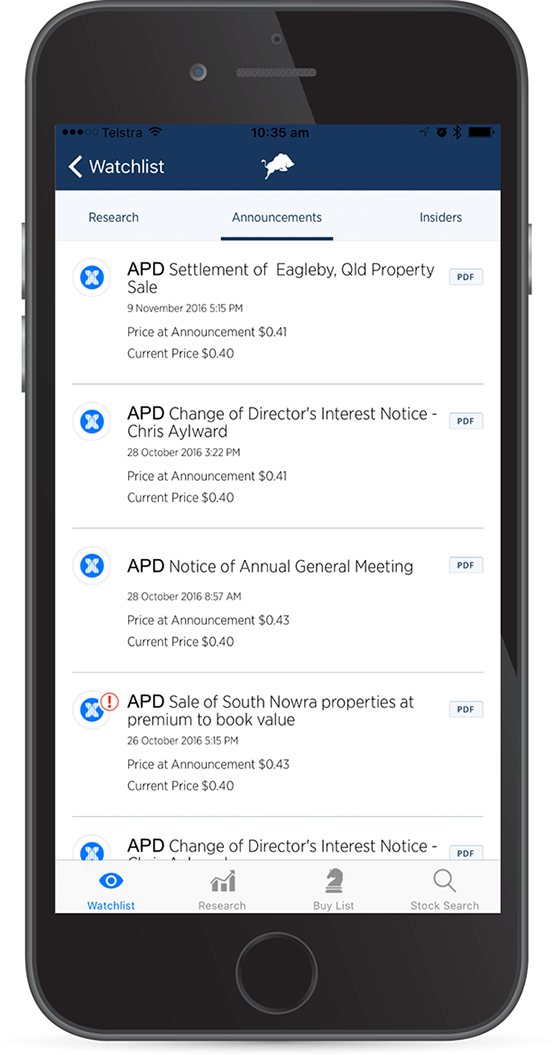 Telstra 10:35 am
Watchlist
Research Announcements Insiders
APD Settlement of Eagleby, Qld Property
Sale
PDF
9 November 2016 5:15 PM
Price at Announcement $0.41
Current Price $0.40
APD Change of Director's Interest Notice -
Chris Aylward
PDF
28 October 2016 3:22 PM
Price at Announcement $0.41
Current Price $0.40
APD Notice of Annual General Meeting
PDF
28 October 2016 8:57 AM
Price at Announcement $0.43
Current Price $0.40
APD Sale of South Nowra properties at
premium to book value
PDF
26 October 2016 5:15 PM
Price at Announcement $0.43
Current Price $0.40
APD Change of Director's Interest Notice -
PDF
Watchlist Research Buy List Stock Search